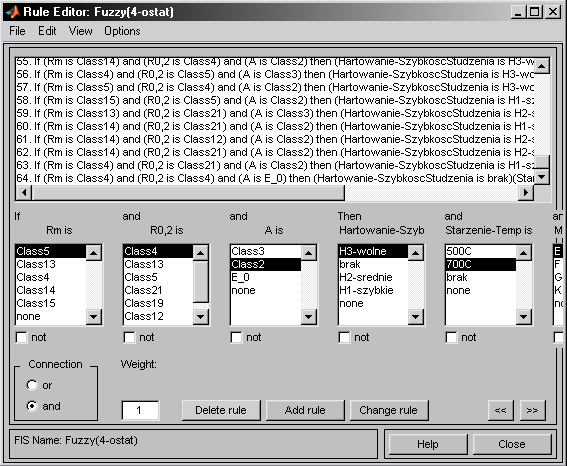 Rule Editor: Fuzzy(4-ostat)
File Edit View Options
55. If (Rm is Class14) and (R0,2 is Class4) and (A is Class2) then (Hartowanie-SzybkoscStudzenia is H3-wo
56. If (Rm is Class4) and (R0,2 is Class5) and (A is Class3) then (Hartowanie-SzybkoscStudzenia is H3-wo
57. If (Rm is Class5) and (R0,2 is Class4) and (A is Class2) then (Hartowanie-SzybkoscStudzenia is H3-wo
58. If (Rm is Class15) and (R0,2 is Class5) and (A is Class2) then (Hartowanie-SzybkoscStudzenia is H1-sz
59. If (Rm is Class13) and (R0,2 is Class21) and (A is Class3) then (Hartowanie-SzybkoscStudzenia is H2-s
60. If (Rm is Class14) and (R0,2 is Class21) and (A is Class2) then (Hartowanie-SzybkoscStudzenia is H1-s
61. If (Rm is Class14) and (R0,2 is Class12) and (A is Class2) then (Hartowanie-SzybkoscStudzenia is H2-s
62. If (Rm is Class14) and (R0,2 is Class21) and (A is Class2) then (Hartowanie-SzybkoscStudzenia is H2-s
63. If (Rm is Class4) and (R0,2 is Class21) and (A is Class2) then (Hartowanie-SzybkoscStudzenia is H1-sz
64. If (Rm is Class4) and (R0,2 is Class4) and (A is E_0) then (Hartowanie-SzybkoscStudzenia is brak)(Star
If and and Then and an
Rm is R0,2 is A is Hartowanie-Szyb Starzenie-Temp is M
Class5 Class4 Class3 H3-wolne 500C E
Class13 Class13 Class2 brak 700C F
Class4 Class5 E_0 H2-srednie brak G
Class14 Class21 none H1-szybkie none K
Class15 Class19 none n
none Class12
not not not not not
Connection Weight:
or
and 1 Delete rule Add rule Change rule << >>
FIS Name: Fuzzy(4-ostat) Help Close